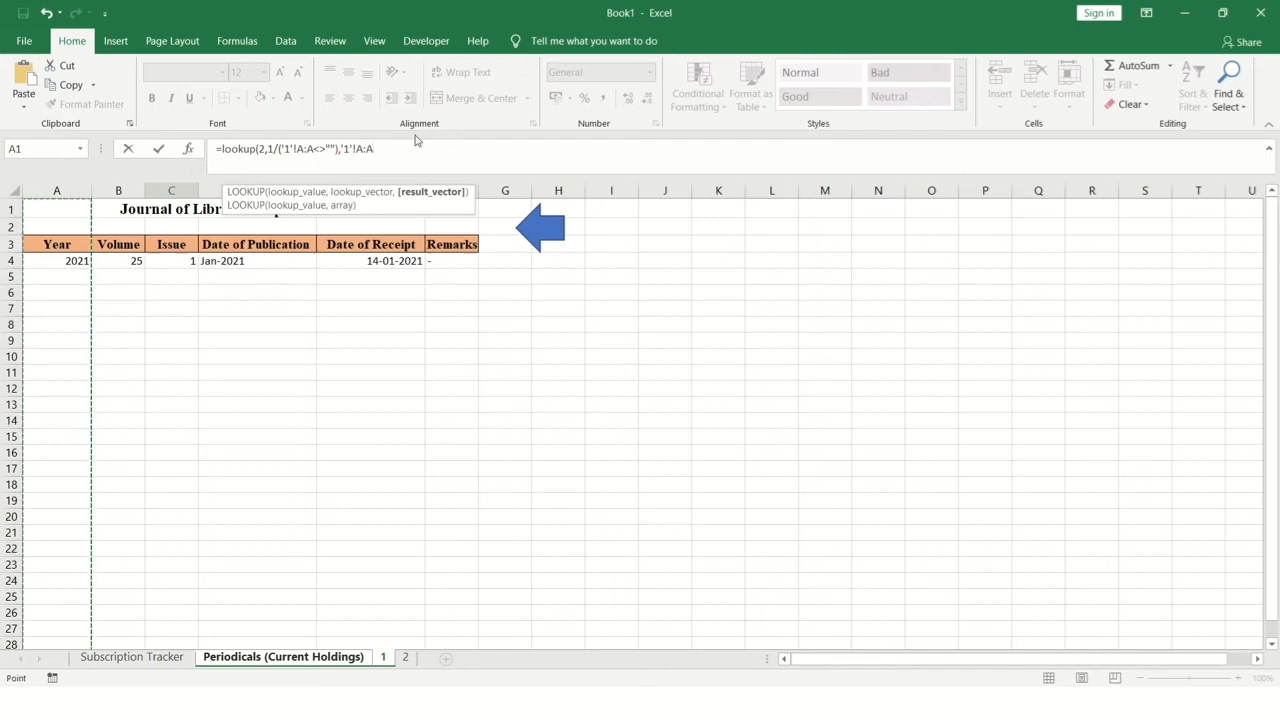 Book1 - Excel
Sign in
File Home Insert Page Layout Formulas Data Review View Developer Help Tell me what you want to do
Share
Paste
Cut
Copy
Format Painter
12
Wrap Text
Merge & Center
General
Conditional Formatting
Format as Table
Normal Bad
Good Neutral
Insert Delete Format
AutoSum
Fill
Clear
Sort & Filter
Find & Select
Clipboard Font Alignment Number Styles Cells Editing
A1 =lookup(2,1/('1'!A:A<>""),'1'!A:A
LOOKUP(lookup_value, lookup_vector, [result_vector])
LOOKUP(lookup_value, array)
A B C G H I J K L M N O P Q R S T U
1 Journal of Libr
2
3 Year Volume Issue Date of Publication Date of Receipt Remarks
4 2021 25 1 Jan-2021 14-01-2021 -
5
6
7
8
9
10
11
12
13
14
15
16
17
18
19
20
21
22
23
24
25
26
27
28
Subscription Tracker Periodicals (Current Holdings) 1 2
Point
100%